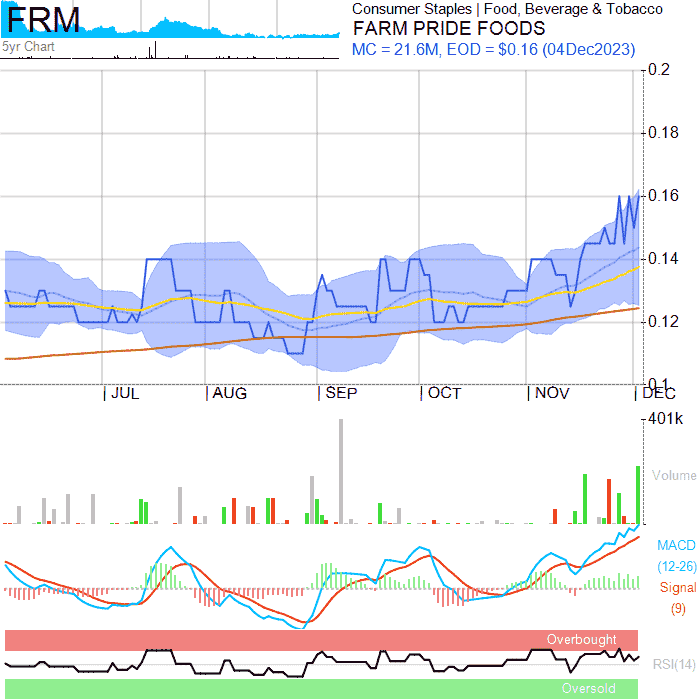 FRM
5yr Chart
Consumer Staples | Food, Beverage & Tobacco
FARM PRIDE FOODS
MC = 21.6M, EOD = $0.16 (04Dec2023)
0.2
0.18
0.16
0.14
0.12
0.1
JUL AUG SEP OCT NOV DEC
401k
Volume
MACD
(12-26)
Signal
(9)
Overbought
RSI(14)
Oversold